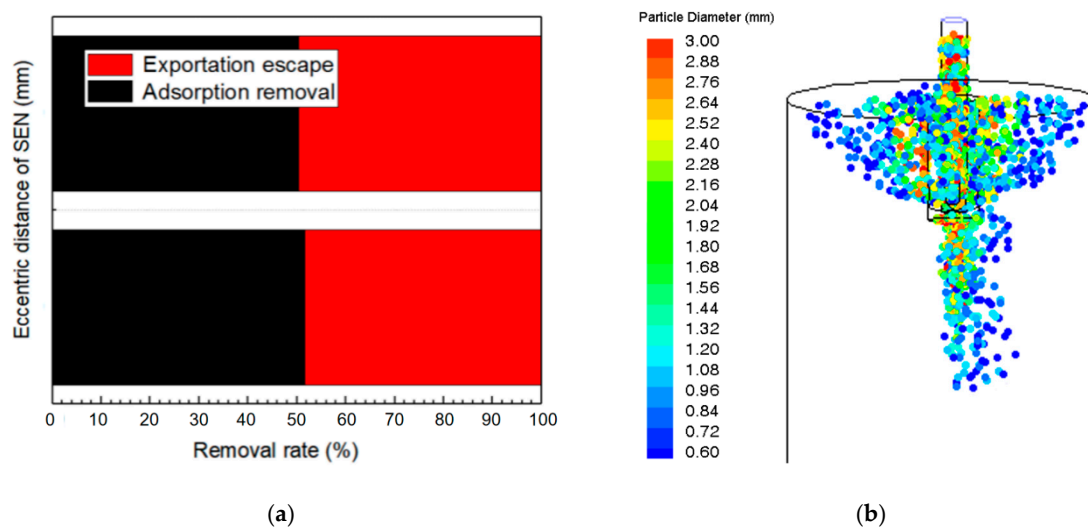 Eccentric distance of SEN (mm)
Exportation escape
Adsorption removal
0 10 20 30 40 50 60 70 80 90 100
Removal rate (%)
(a)
Particle Diameter (mm)
3.00
2.88
2.76
2.64
2.52
2.40
2.28
2.16
2.04
1.92
1.80
1.68
1.56
1.44
1.32
1.20
1.08
0.96
0.84
0.72
0.60
(b)